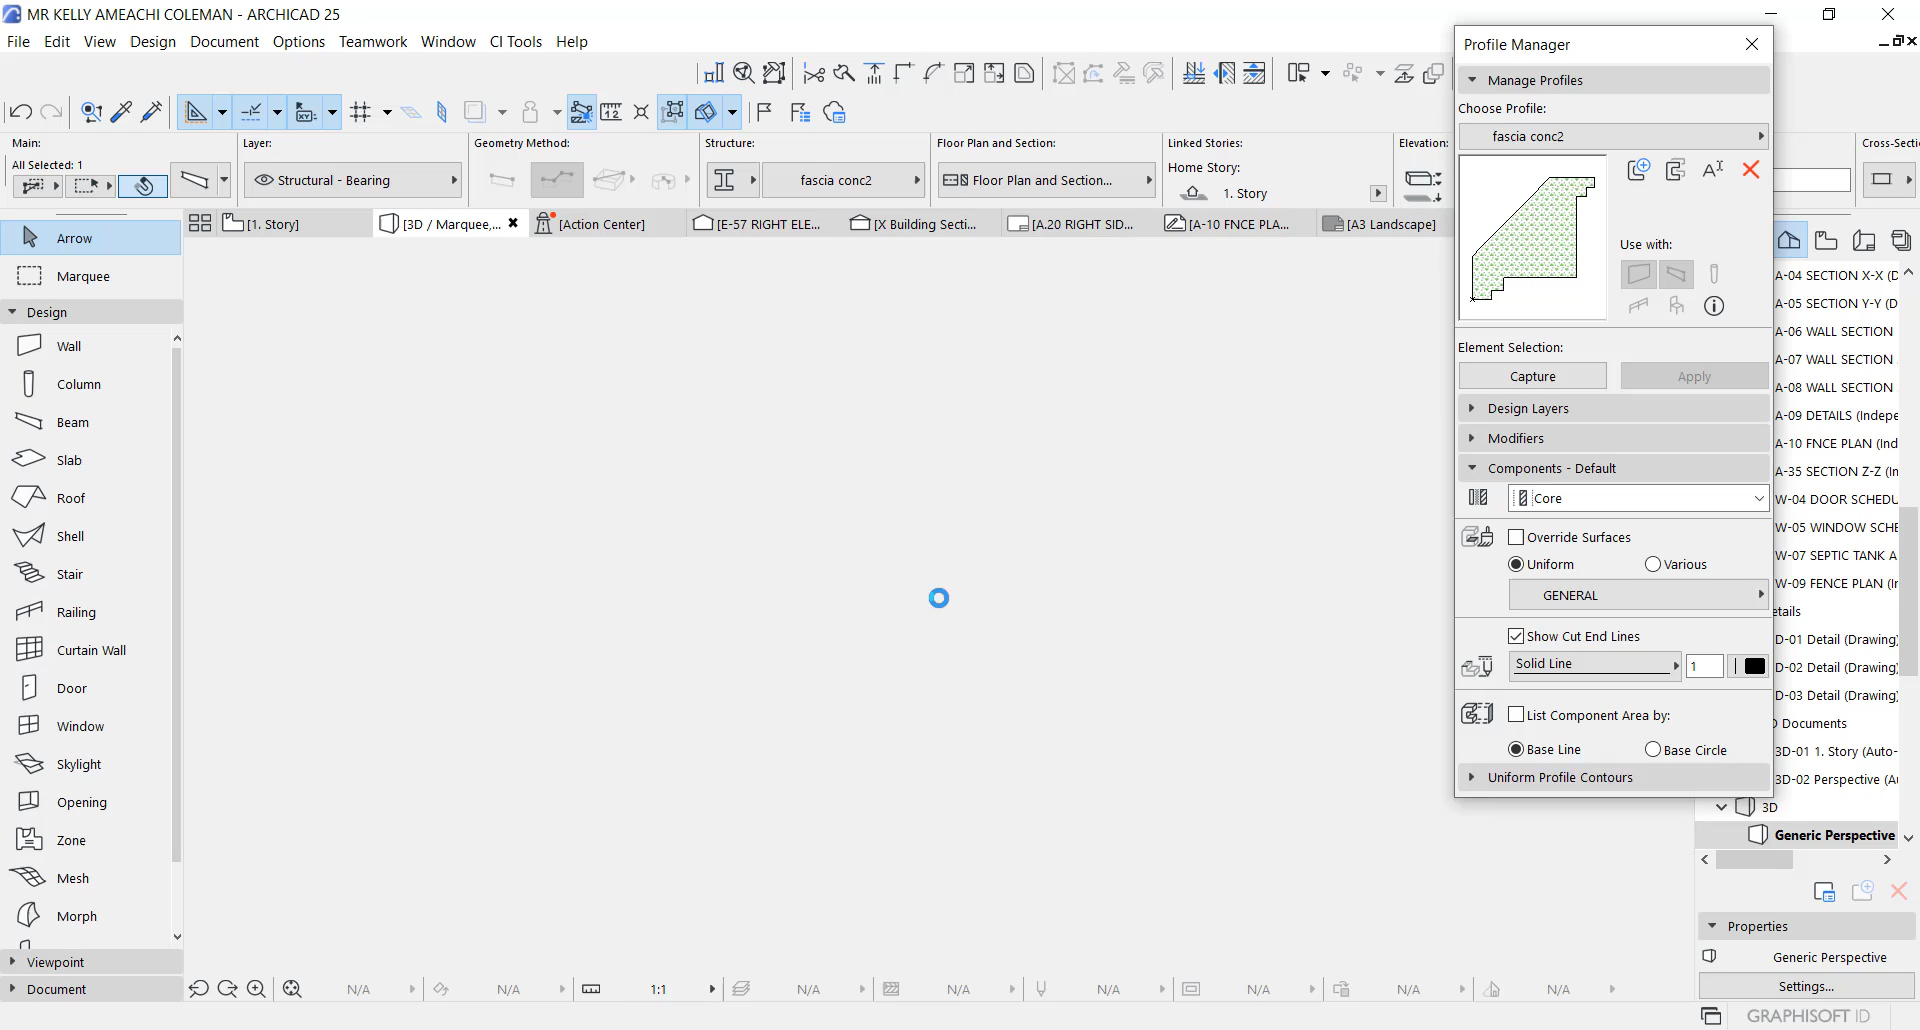 MR KELLY AMEACHI COLEMAN - ARCHICAD 25
File Edit View Design Document Options Teamwork Window CI Tools Help
Main:
All Selected: 1
Layer:
Structural - Bearing
Geometry Method:
Structure:
fascia conc2
Floor Plan and Section:
Floor Plan and Section...
Linked Stories:
Home Story:
1. Story
Elevation:
Cross-Secti
[1. Story]
[3D / Marquee,...
[Action Center]
[E-57 RIGHT ELE...
[X Building Secti...
[A.20 RIGHT SID...
[A-10 FNCE PLA...
[A3 Landscape]
Arrow
Marquee
Design
Wall
Column
Beam
Slab
Roof
Shell
Stair
Railing
Curtain Wall
Door
Window
Skylight
Opening
Zone
Mesh
Morph
Viewpoint
Document
N/A
N/A
1:1
N/A
N/A
N/A
N/A
N/A
N/A
Profile Manager
Manage Profiles
Choose Profile:
fascia conc2
Use with:
Element Selection:
Capture
Apply
Design Layers
Modifiers
Components - Default
Core
Override Surfaces
Uniform
Various
GENERAL
Show Cut End Lines
Solid Line
1
List Component Area by:
Base Line
Base Circle
Uniform Profile Contours
A-04 SECTION X-X (D
A-05 SECTION Y-Y (D
A-06 WALL SECTION
A-07 WALL SECTION
A-08 WALL SECTION
A-09 DETAILS (Indepe
A-10 FNCE PLAN (Ind
A-35 SECTION Z-Z (In
W-04 DOOR SCHEDU
W-05 WINDOW SCHE
W-07 SEPTIC TANK A
W-09 FENCE PLAN (Ir
etails
D-01 Detail (Drawing)
D-02 Detail (Drawing)
D-03 Detail (Drawing)
Documents
3D-01 1. Story (Auto-
3D-02 Perspective (Au
3D
Generic Perspective
Properties
Generic Perspective
Settings...
GRAPHISOFT ID